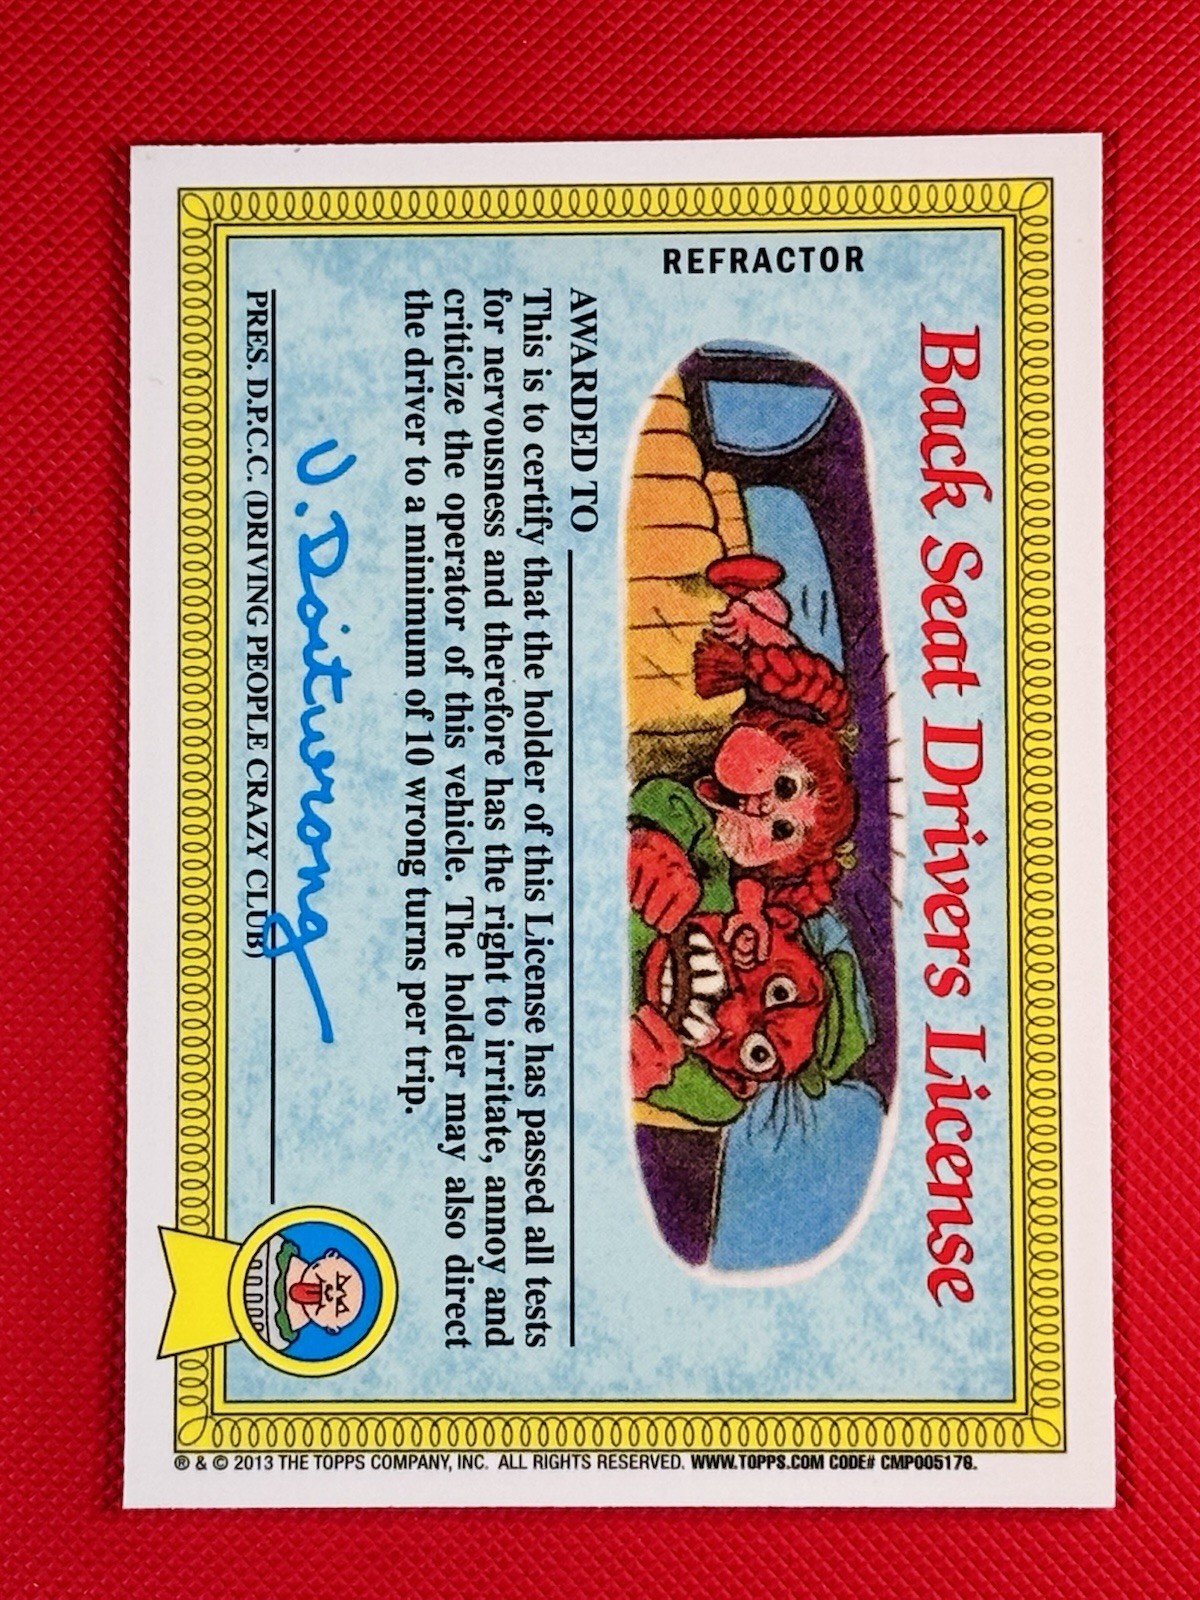 Back Seat Drivers License
REFRACTOR
AWARDED TO
This is to certify that the holder of this License has passed all tests
for nervousness and therefore has the right to irritate, annoy and
criticize the operator of this vehicle. The holder may also direct
the driver to a minimum of 10 wrong turns per trip.
U. Doitwrong
PRES. D.P.C.C. (DRIVING PEOPLE CRAZY CLUB)
® & © 2013 THE TOPPS COMPANY, INC. ALL RIGHTS RESERVED. WWW.TOPPS.COM CODE# CMP005178.